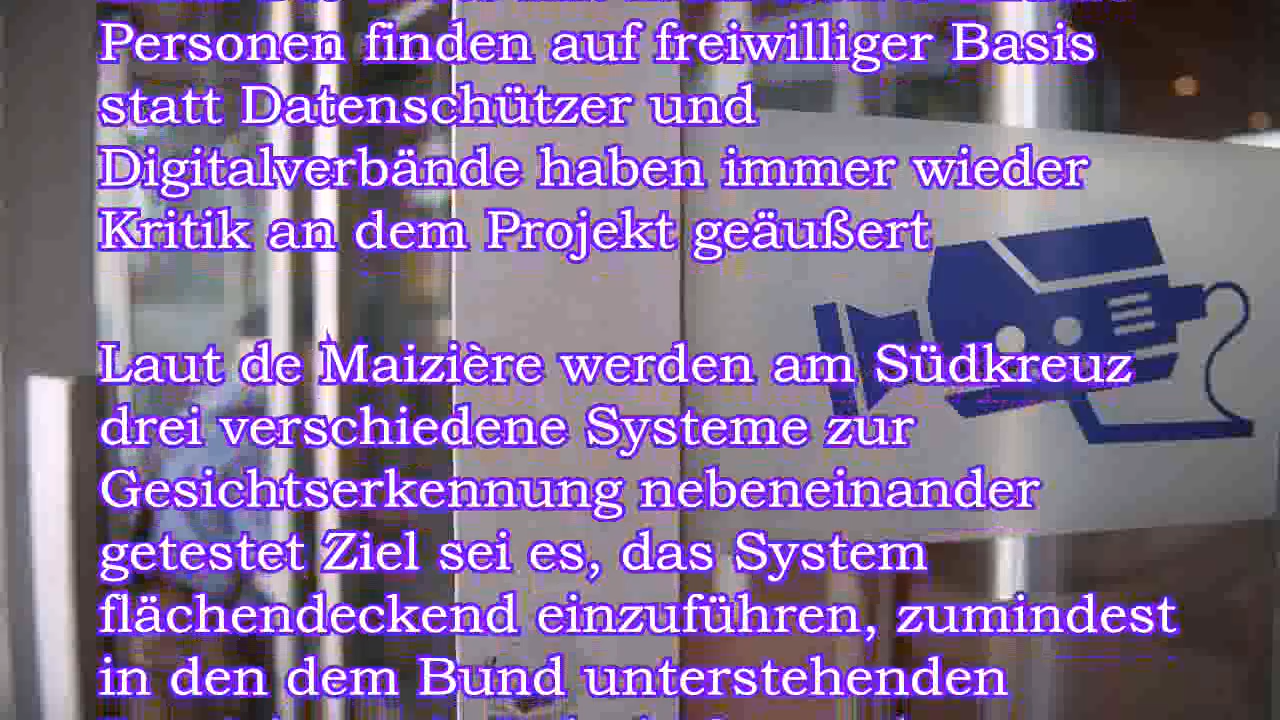 Personen finden auf freiwilliger Basis
statt Datenschützer und
Digitalverbände haben immer wieder
Kritik an dem Projekt geäußert
Laut de Maizière werden am Südkreuz
drei verschiedene Systeme zur
Gesichtserkennung nebeneinander
getestet Ziel sei es, das System
flächendeckend einzuführen, zumindest
in den dem Bund unterstehenden